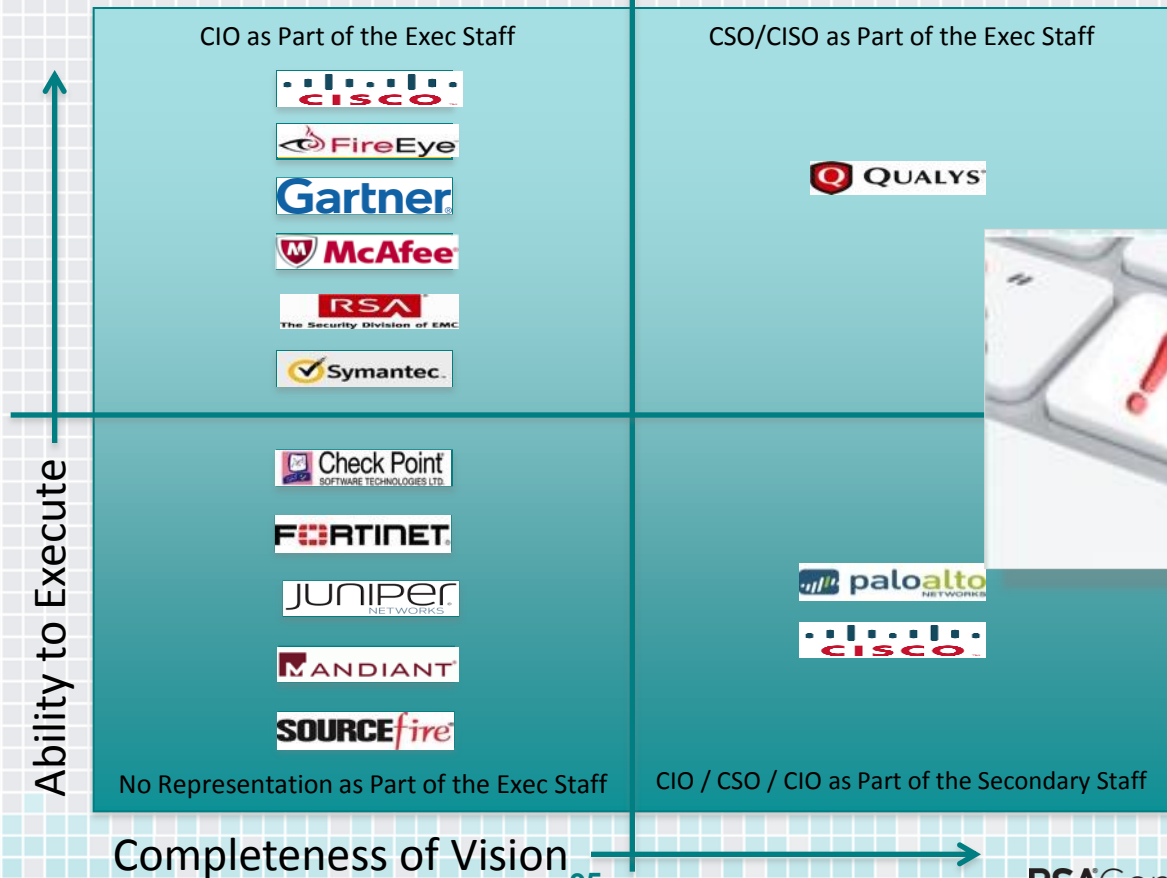 CIO as Part of the Exec Staff
CISCO
FireEye
Gartner
McAfee
RSA
The Security Division of EMC
Symantec
CSO/CISO as Part of the Exec Staff
QUALYS
Check Point
SOFTWARE TECHNOLOGIES LTD.
FORTINET
JUNIPER
NETWORKS
MANDIANT
SOURCEfire
No Representation as Part of the Exec Staff
paloalto
NETWORKS
CISCO
CIO / CSO / CIO as Part of the Secondary Staff
Ability to Execute
Completeness of Vision